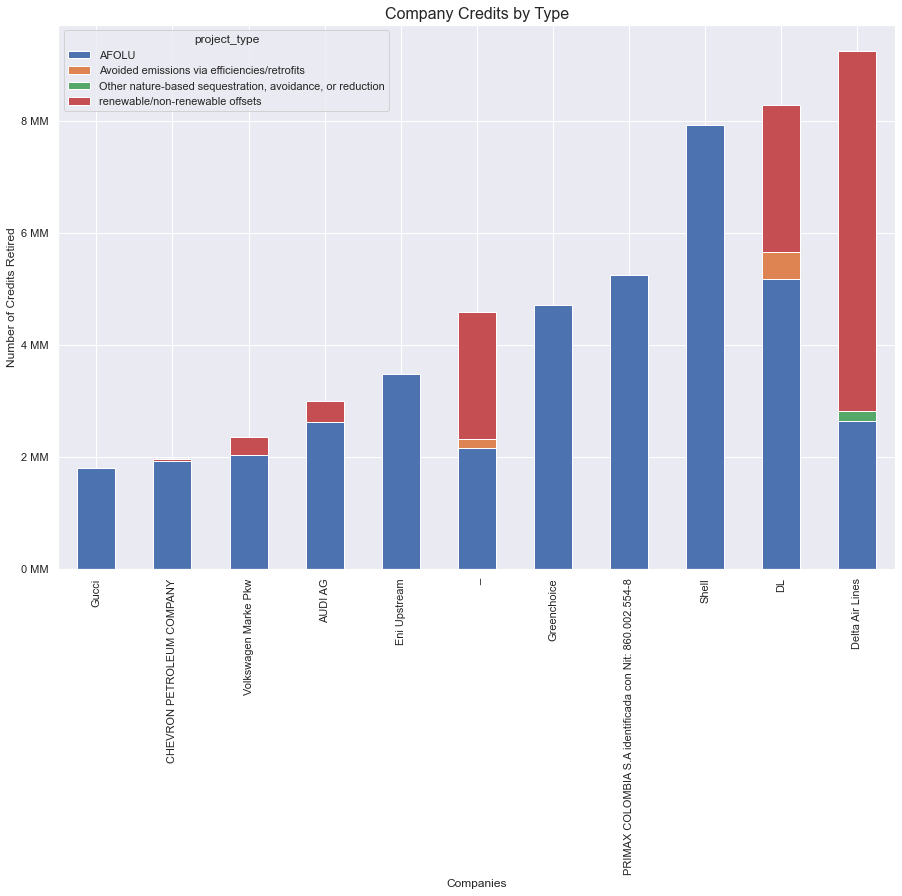 Company Credits by Type
project_type
AFOLU
Avoided emissions via efficiencies/retrofits
Other nature-based sequestration, avoidance, or reduction
renewable/non-renewable offsets
Number of Credits Retired
8 MM
6 MM
4 MM
2 MM
0 MM
Gucci
CHEVRON PETROLEUM COMPANY
Volkswagen Marke Pkw
AUDI AG
Eni Upstream
–
Greenchoice
PRIMAX COLOMBIA S.A identificada con Nit: 860.002.554-8
Shell
DL
Delta Air Lines
Companies